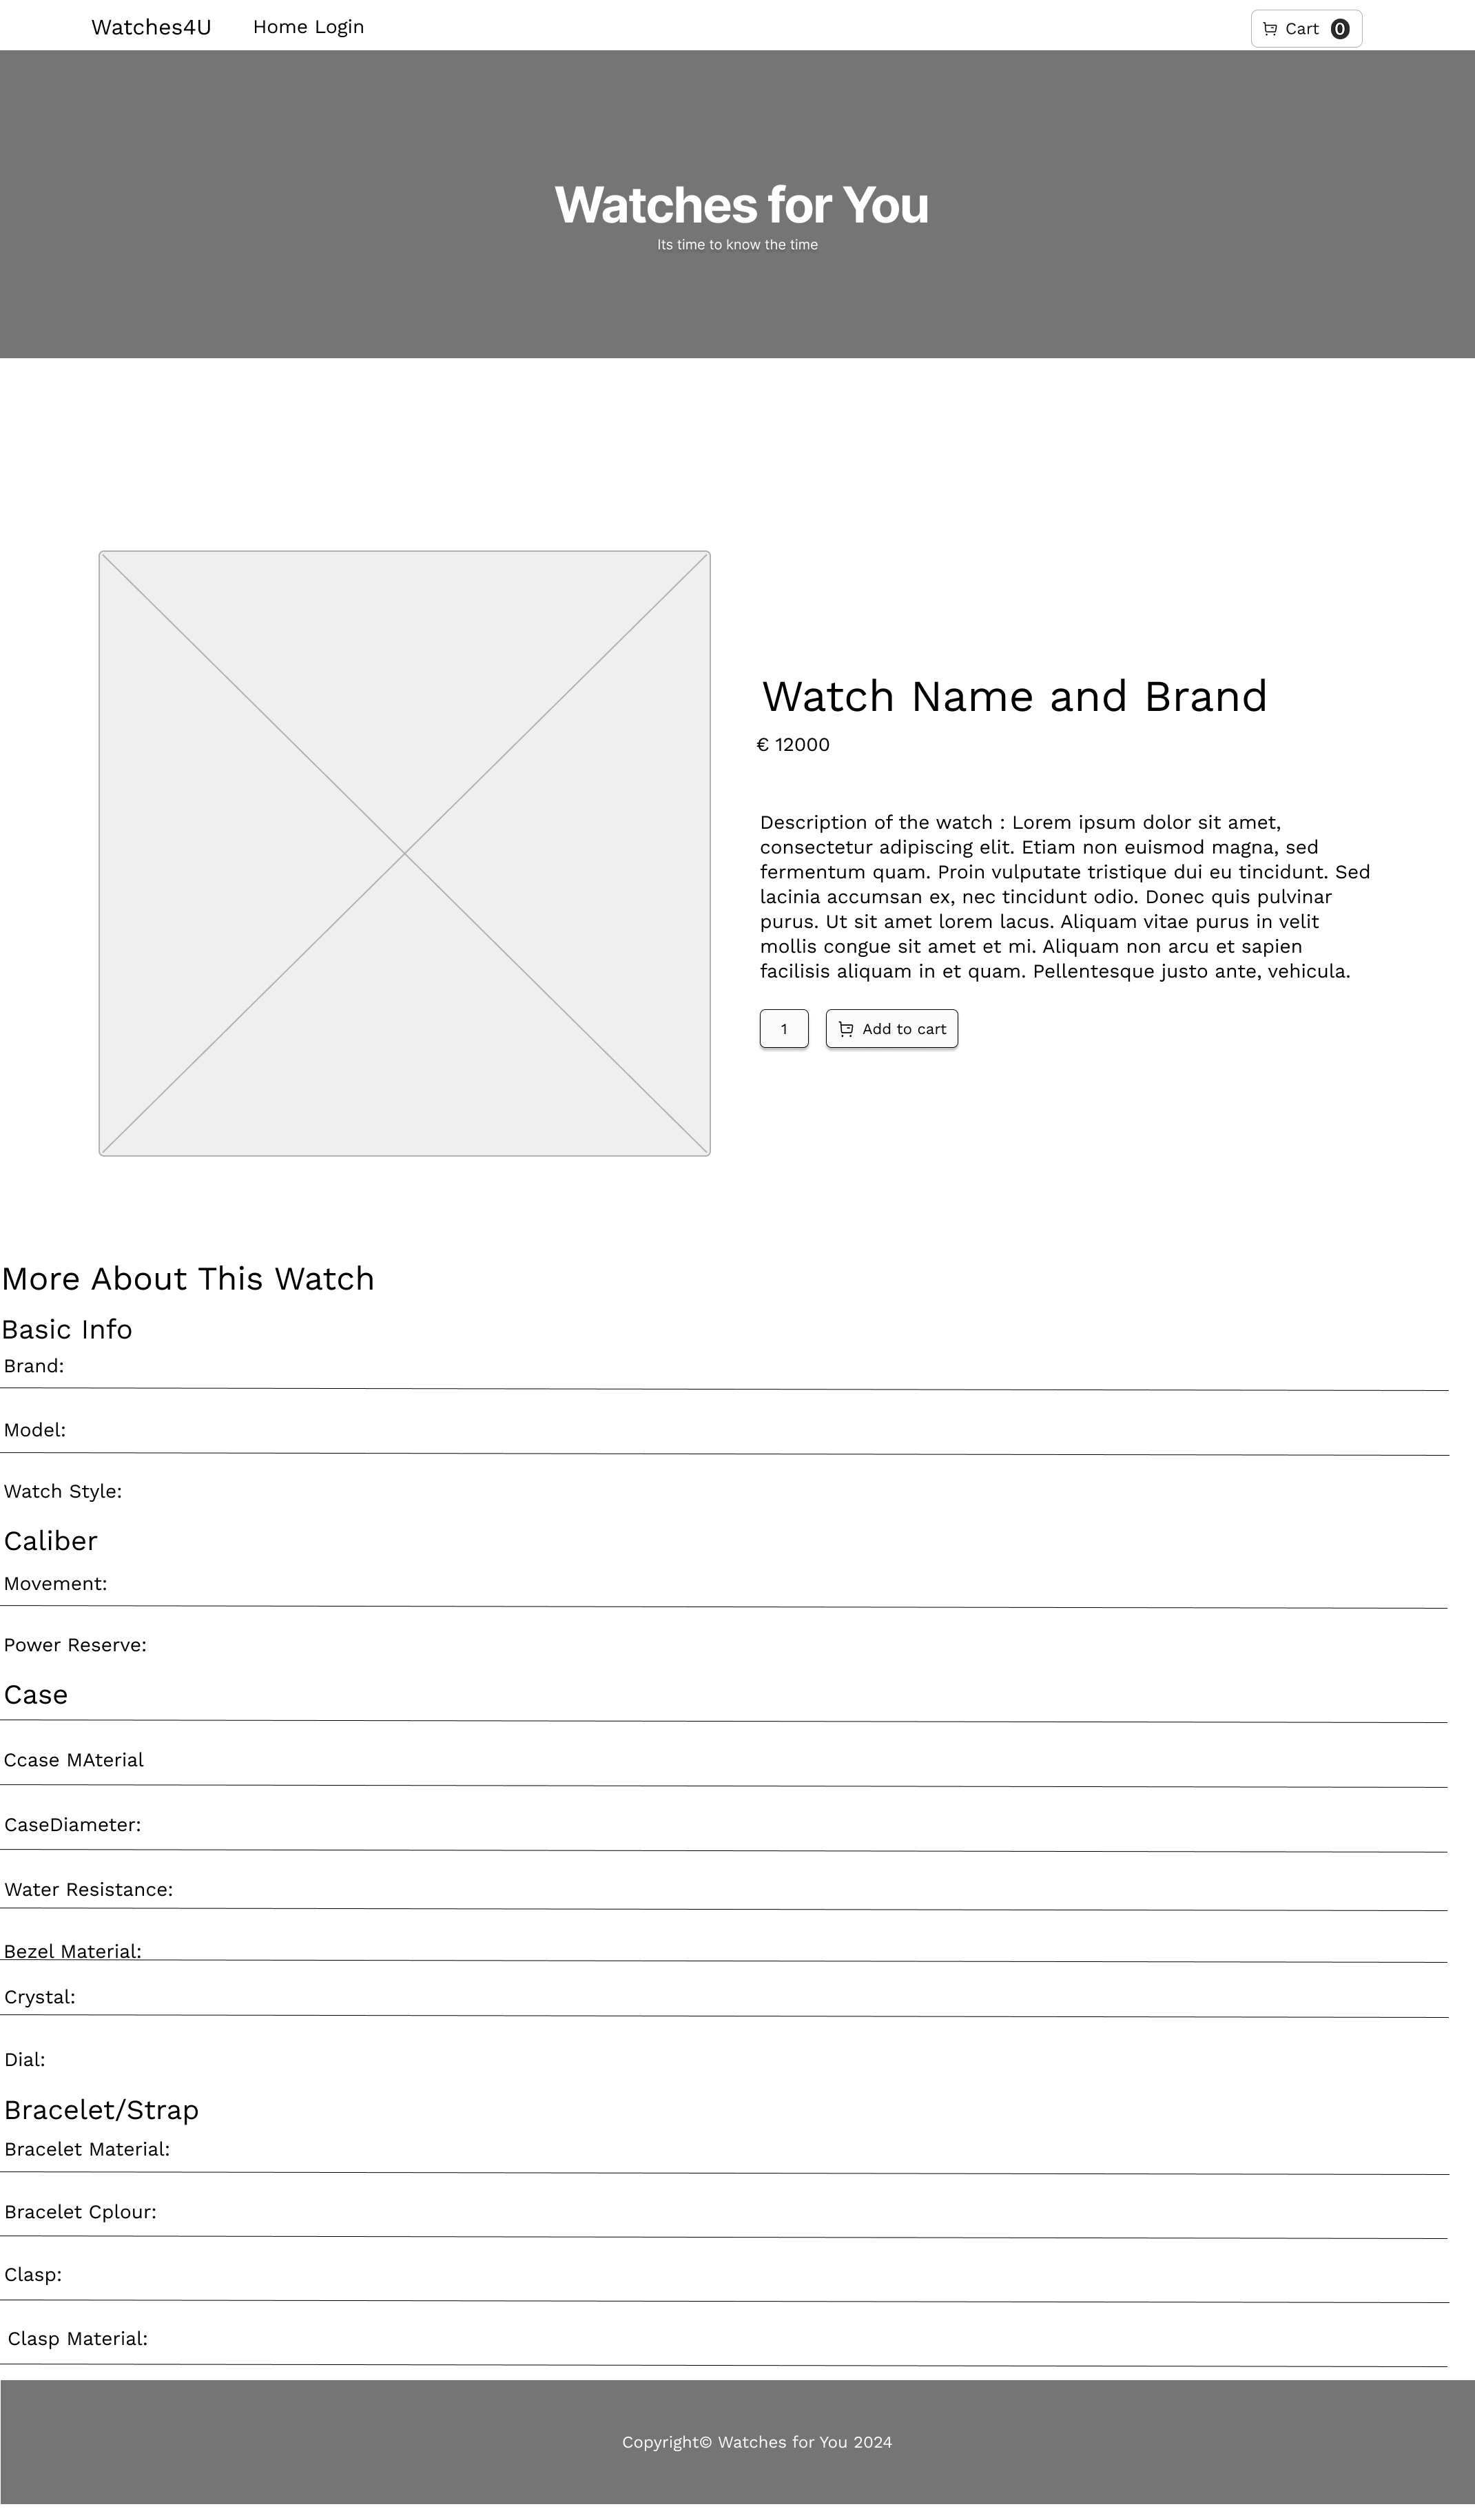 Watches4U Home Login Cart 0
Watches for You
Its time to know the time
Watch Name and Brand
€ 12000
Description of the watch : Lorem ipsum dolor sit amet,
consectetur adipiscing elit. Etiam non euismod magna, sed
fermentum quam. Proin vulputate tristique dui eu tincidunt. Sed
lacinia accumsan ex, nec tincidunt odio. Donec quis pulvinar
purus. Ut sit amet lorem lacus. Aliquam vitae purus in velit
mollis congue sit amet et mi. Aliquam non arcu et sapien
facilisis aliquam in et quam. Pellentesque justo ante, vehicula.
1 Add to cart
More About This Watch
Basic Info
Brand:
Model:
Watch Style:
Caliber
Movement:
Power Reserve:
Case
Ccase MAterial
CaseDiameter:
Water Resistance:
Bezel Material:
Crystal:
Dial:
Bracelet/Strap
Bracelet Material:
Bracelet Cplour:
Clasp:
Clasp Material:
Copyright© Watches for You 2024